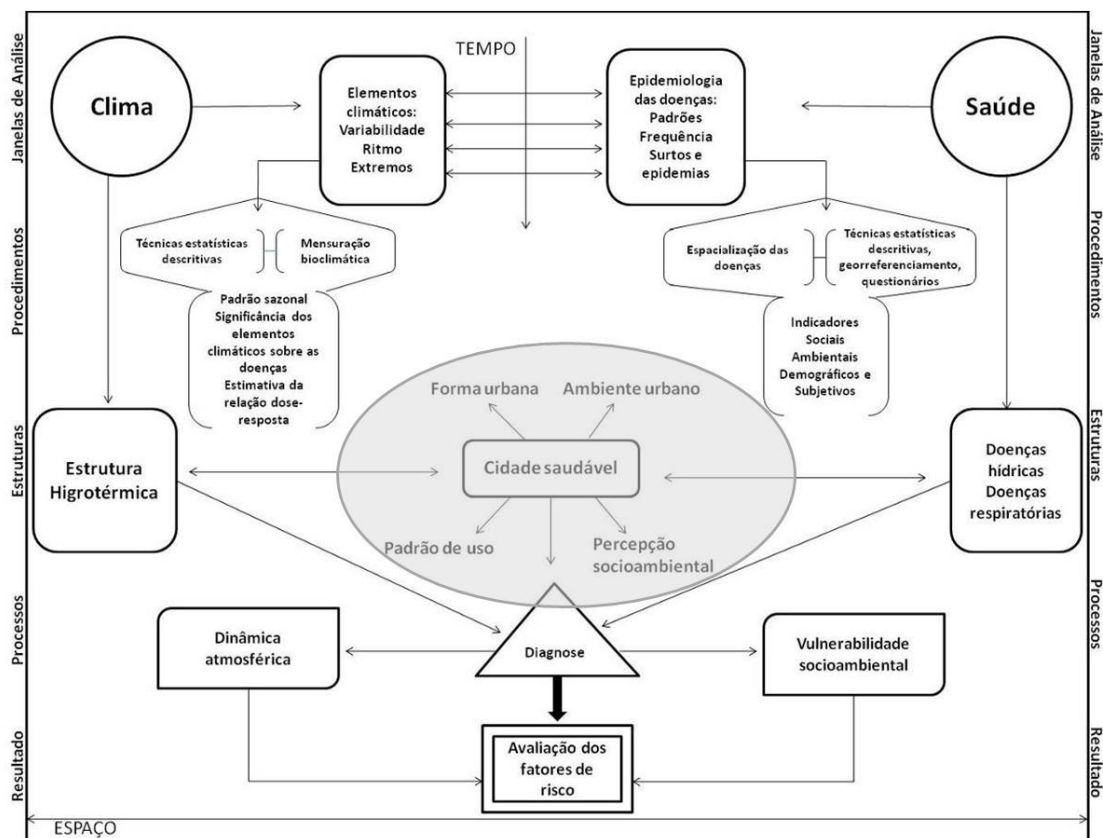 Janelas de Análise
Janelas de Análise
TEMPO
Clima
Elementos
climáticos:
Variabilidade
Ritmo
Extremos
Epidemiologia
das doenças:
Padrões
Frequência
Surtos e
epidemias
Saúde
Procedimentos
Procedimentos
Técnicas estatísticas
descritivas
Mensuração
bioclimática
Espacialização das
doenças
Técnicas estatísticas
descritivas,
georreferenciamento,
questionários
Padrão sazonal
Significância dos
elementos
climáticos sobre as
doenças
Estimativa da
relação dose-
resposta
Indicadores
Sociais
Ambientais
Demográficos e
Subjetivos
Estruturas
Estruturas
Forma urbana
Ambiente urbano
Estrutura
Higrotérmica
Cidade saudável
Doenças
hídricas
Doenças
respiratórias
Padrão de uso
Percepção
socioambiental
Processos
Processos
Dinâmica
atmosférica
Diagnose
Vulnerabilidade
socioambiental
Resultado
Resultado
Avaliação dos
fatores de
risco
ESPAÇO